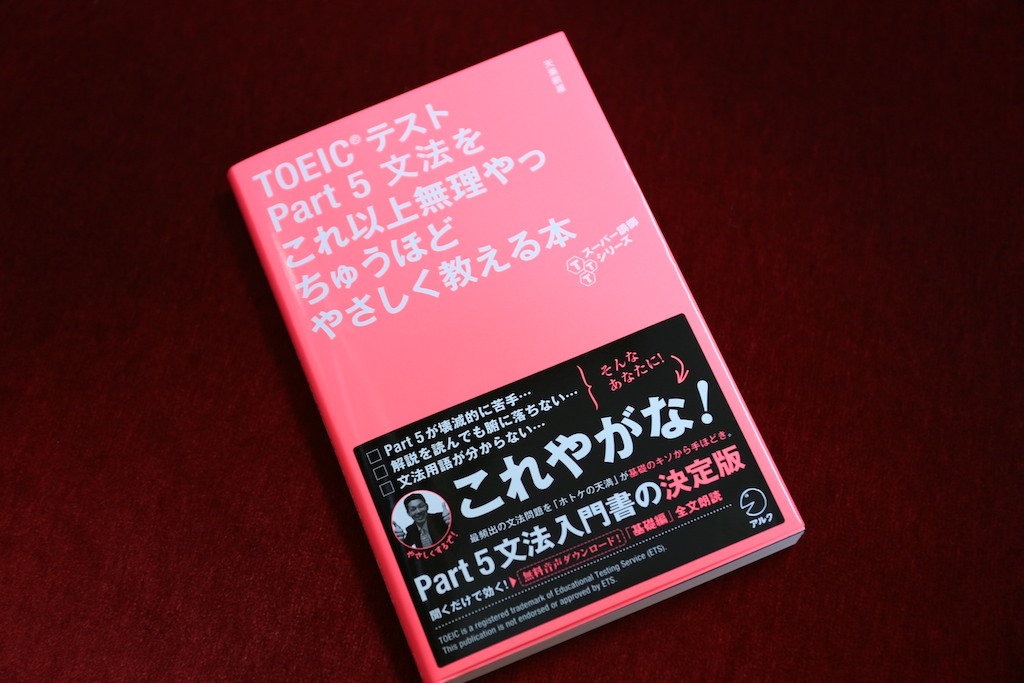 天満嗣雄
TOEIC®テスト
Part 5 文法を
これ以上無理やっ
ちゅうほど
やさしく教える本
スーパー講師
シリーズ
T
T
T
□ Part 5が壊滅的に苦手…
□ 解説を読んでも腑に落ちない…
□ 文法用語が分からない…
そんな
あなたに!
これやがな!
最頻出の文法問題を「ホトケの天満」が基礎のキソから手ほどき。
Part 5文法入門書の決定版
やさしくするで!
聞くだけで効く!▶無料音声ダウンロード!「基礎編」全文朗読
アルク
TOEIC is a registered trademark of Educational Testing Service (ETS).
This publication is not endorsed or approved by ETS.